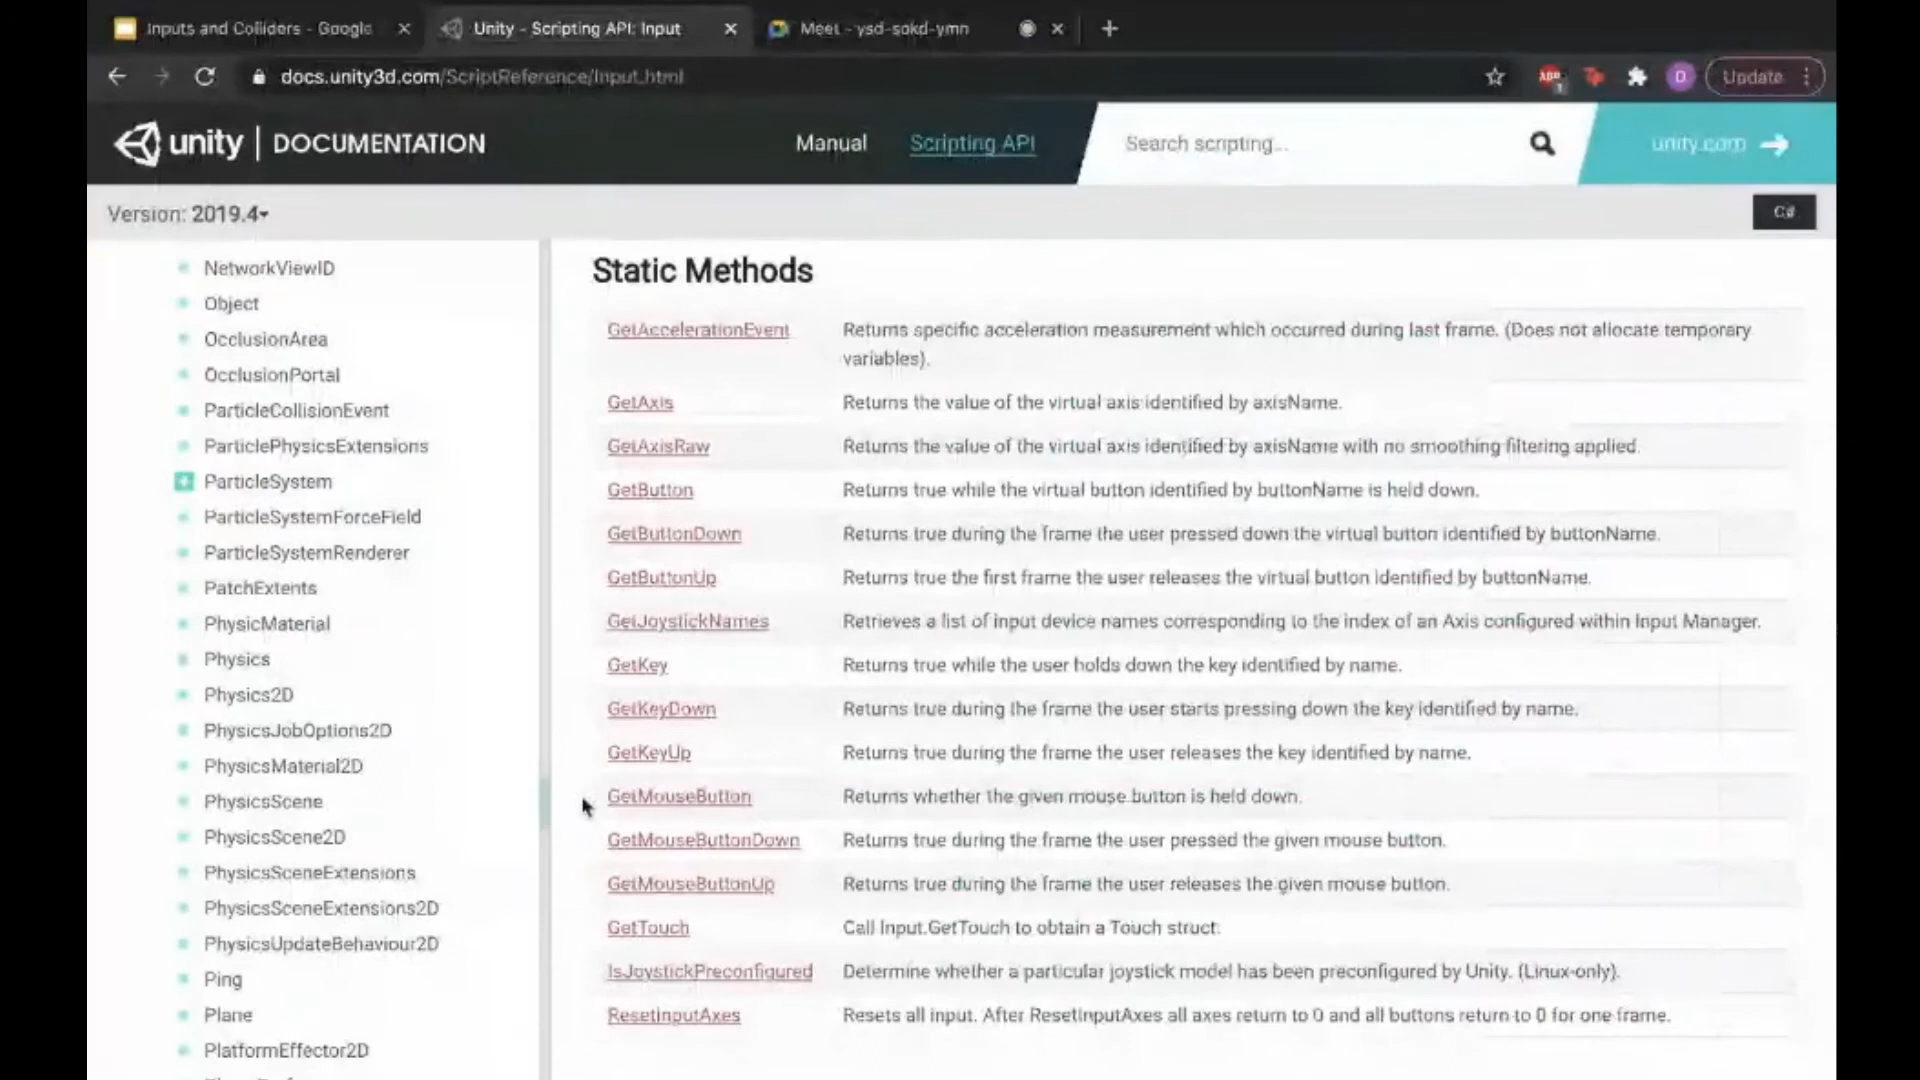 Inputs and Colliders - Google
Unity - Scripting API: Input
Meet - ysd-sokd-ymn
docs.unity3d.com/ScriptReference/Input.html
ABP
1
D
Update
unity | DOCUMENTATION
Manual
Scripting API
Search scripting...
unity.com
Version: 2019.4
C#
NetworkViewID
Object
OcclusionArea
OcclusionPortal
ParticleCollisionEvent
ParticlePhysicsExtensions
ParticleSystem
ParticleSystemForceField
ParticleSystemRenderer
PatchExtents
PhysicMaterial
Physics
Physics2D
PhysicsJobOptions2D
PhysicsMaterial2D
PhysicsScene
PhysicsScene2D
PhysicsSceneExtensions
PhysicsSceneExtensions2D
PhysicsUpdateBehaviour2D
Ping
Plane
PlatformEffector2D
Static Methods
GetAccelerationEvent Returns specific acceleration measurement which occurred during last frame. (Does not allocate temporary
variables).
GetAxis Returns the value of the virtual axis identified by axisName.
GetAxisRaw Returns the value of the virtual axis identified by axisName with no smoothing filtering applied.
GetButton Returns true while the virtual button identified by buttonName is held down.
GetButtonDown Returns true during the frame the user pressed down the virtual button identified by buttonName.
GetButtonUp Returns true the first frame the user releases the virtual button identified by buttonName.
GetJoystickNames Retrieves a list of input device names corresponding to the index of an Axis configured within Input Manager.
GetKey Returns true while the user holds down the key identified by name.
GetKeyDown Returns true during the frame the user starts pressing down the key identified by name.
GetKeyUp Returns true during the frame the user releases the key identified by name.
GetMouseButton Returns whether the given mouse button is held down.
GetMouseButtonDown Returns true during the frame the user pressed the given mouse button.
GetMouseButtonUp Returns true during the frame the user releases the given mouse button.
GetTouch Call Input.GetTouch to obtain a Touch struct.
IsJoystickPreconfigured Determine whether a particular joystick model has been preconfigured by Unity. (Linux-only).
ResetInputAxes Resets all input. After ResetInputAxes all axes return to 0 and all buttons return to 0 for one frame.